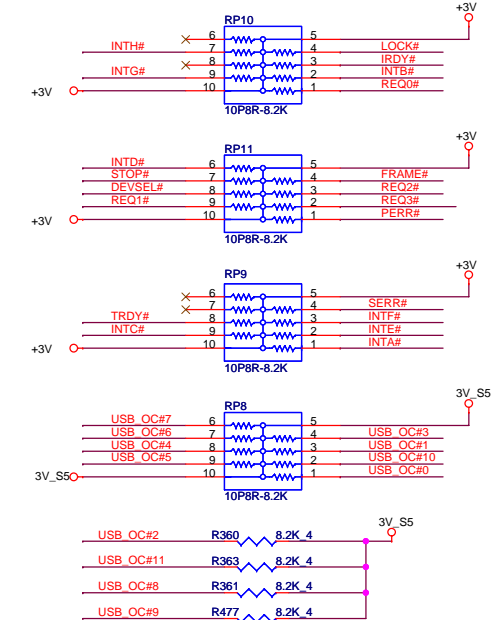 +3V
RP10
6 5
INTH# 7 4 LOCK#
8 3 IRDY#
INTG# 9 2 INTB#
+3V 10 1 REQ0#
10P8R-8.2K
+3V
RP11
INTD# 6 5
STOP# 7 4 FRAME#
DEVSEL# 8 3 REQ2#
REQ1# 9 2 REQ3#
+3V 10 1 PERR#
10P8R-8.2K
+3V
RP9
6 5
7 4 SERR#
TRDY# 8 3 INTF#
INTC# 9 2 INTE#
+3V 10 1 INTA#
10P8R-8.2K
3V_S5
RP8
USB_OC#7 6 5
USB_OC#6 7 4 USB_OC#3
USB_OC#4 8 3 USB_OC#1
USB_OC#5 9 2 USB_OC#10
3V_S5 10 1 USB_OC#0
10P8R-8.2K
3V_S5
USB_OC#2 R360 8.2K_4
USB_OC#11 R363 8.2K_4
USB_OC#8 R361 8.2K_4
USB_OC#9 R477 8.2K_4